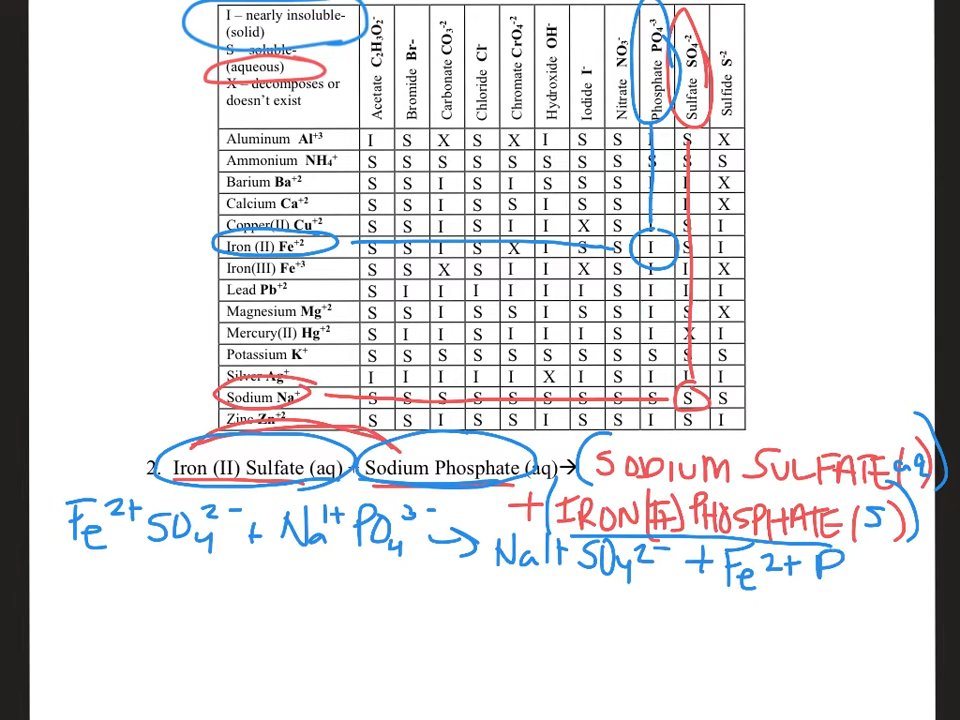 I – nearly insoluble- (solid)
S – soluble- (aqueous)
X – decomposes or doesn't exist
Acetate C₂H₃O₂⁻ Bromide Br- Carbonate CO₃⁻² Chloride Cl⁻ Chromate CrO₄⁻² Hydroxide OH⁻ Iodide I⁻ Nitrate NO₃⁻ Phosphate PO₄⁻³ Sulfate SO₄⁻² Sulfide S⁻²
Aluminum Al⁺³ I S X S X I S S I S X
Ammonium NH₄⁺ S S S S S S S S S S S
Barium Ba⁺² S S I S I S S S I I X
Calcium Ca⁺² S S I S S I S S I I X
Copper(II) Cu⁺² S S I S I I X S I S I
Iron (II) Fe⁺² S S I S X I S S I S I
Iron(III) Fe⁺³ S S X S I I X S I I X
Lead Pb⁺² S I I I I I I S I I I
Magnesium Mg⁺² S S I S S I S S I S X
Mercury(II) Hg⁺² S I I S I I I S I X I
Potassium K⁺ S S S S S S S S S S S
Silver Ag⁺ I I I I I X I S I I I
Sodium Na⁺ S S S S S S S S S S S
Zinc Zn⁺² S S I S S I S S I S I
2. Iron (II) Sulfate (aq) + Sodium Phosphate (aq)→ SODIUM SULFATE (aq)
+ IRON (II) PHOSPHATE (S)
Fe²⁺ SO₄²⁻ + Na¹⁺ PO₄³⁻ → Na1+ SO₄²⁻ + Fe²⁺ P